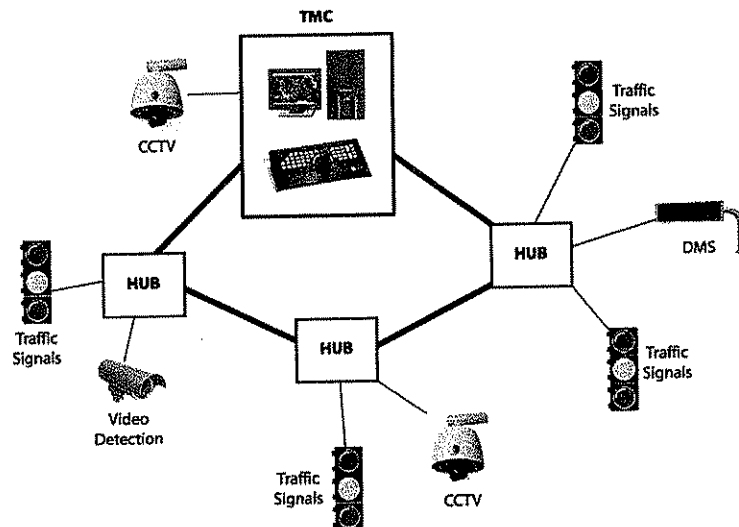 TMC
CCTV
Traffic
Signals
HUB
DMS
HUB
Traffic
Signals
HUB
Traffic
Signals
Video
Detection
Traffic
Signals
CCTV